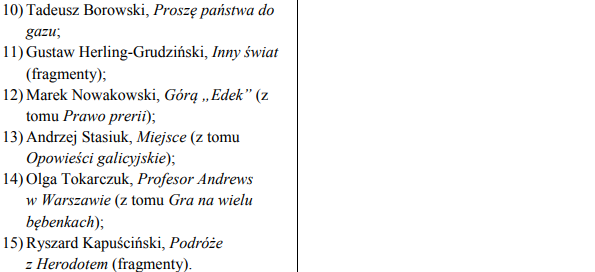 10) Tadeusz Borowski, Proszę państwa do
gazu;
11) Gustaw Herling-Grudziński, Inny świat
(fragmenty);
12) Marek Nowakowski, Górą „Edek” (z
tomu Prawo prerii);
13) Andrzej Stasiuk, Miejsce (z tomu
Opowieści galicyjskie);
14) Olga Tokarczuk, Profesor Andrews
w Warszawie (z tomu Gra na wielu
bębenkach);
15) Ryszard Kapuściński, Podróże
z Herodotem (fragmenty).